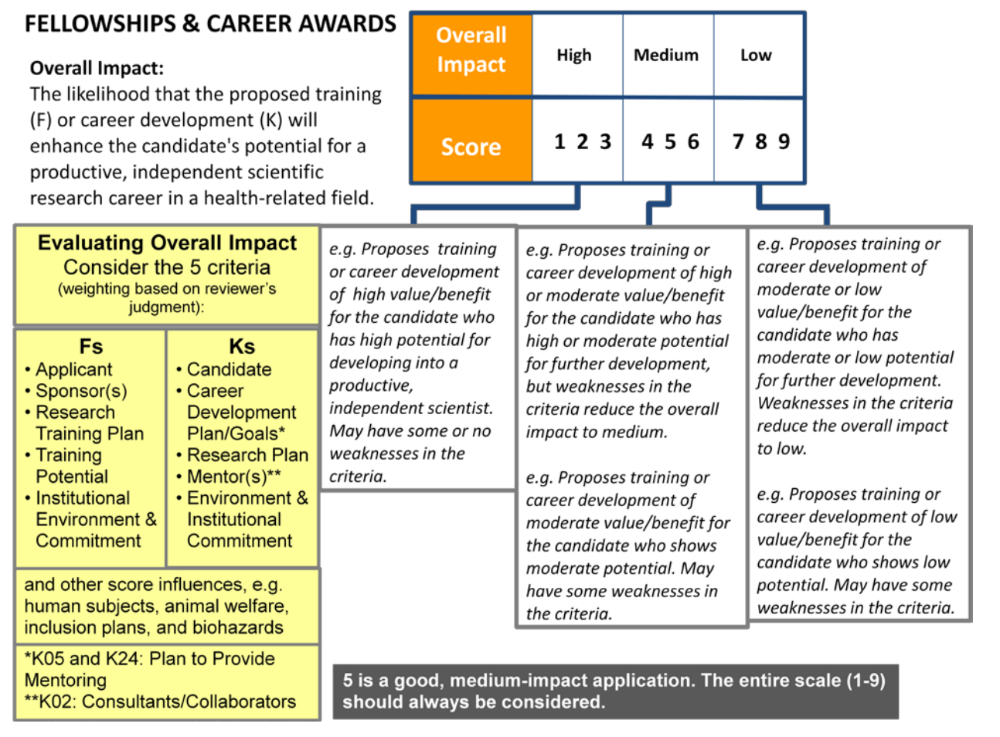 FELLOWSHIPS & CAREER AWARDS
Overall Impact:
The likelihood that the proposed training
(F) or career development (K) will
enhance the candidate's potential for a
productive, independent scientific
research career in a health-related field.
Overall
Impact
High
Medium
Low
Score
1 2 3
4 5 6
7 8 9
Evaluating Overall Impact
Consider the 5 criteria
(weighting based on reviewer's
judgment):
Fs
• Applicant
• Sponsor(s)
• Research
Training Plan
• Training
Potential
• Institutional
Environment &
Commitment
Ks
• Candidate
• Career
Development
Plan/Goals*
• Research Plan
• Mentor(s)**
• Environment &
Institutional
Commitment
and other score influences, e.g.
human subjects, animal welfare,
inclusion plans, and biohazards
*K05 and K24: Plan to Provide
Mentoring
**K02: Consultants/Collaborators
e.g. Proposes training
or career development
of high value/benefit
for the candidate who
has high potential for
developing into a
productive,
independent scientist.
May have some or no
weaknesses in the
criteria.
e.g. Proposes training or
career development of high
or moderate value/benefit
for the candidate who has
high or moderate potential
for further development,
but weaknesses in the
criteria reduce the overall
impact to medium.
e.g. Proposes training or
career development of
moderate value/benefit for
the candidate who shows
moderate potential. May
have some weaknesses in
the criteria.
e.g. Proposes training or
career development of
moderate or low
value/benefit for the
candidate who has
moderate or low potential
for further development.
Weaknesses in the criteria
reduce the overall impact
to low.
e.g. Proposes training or
career development of low
value/benefit for the
candidate who shows low
potential. May have some
weaknesses in the criteria.
5 is a good, medium-impact application. The entire scale (1-9)
should always be considered.